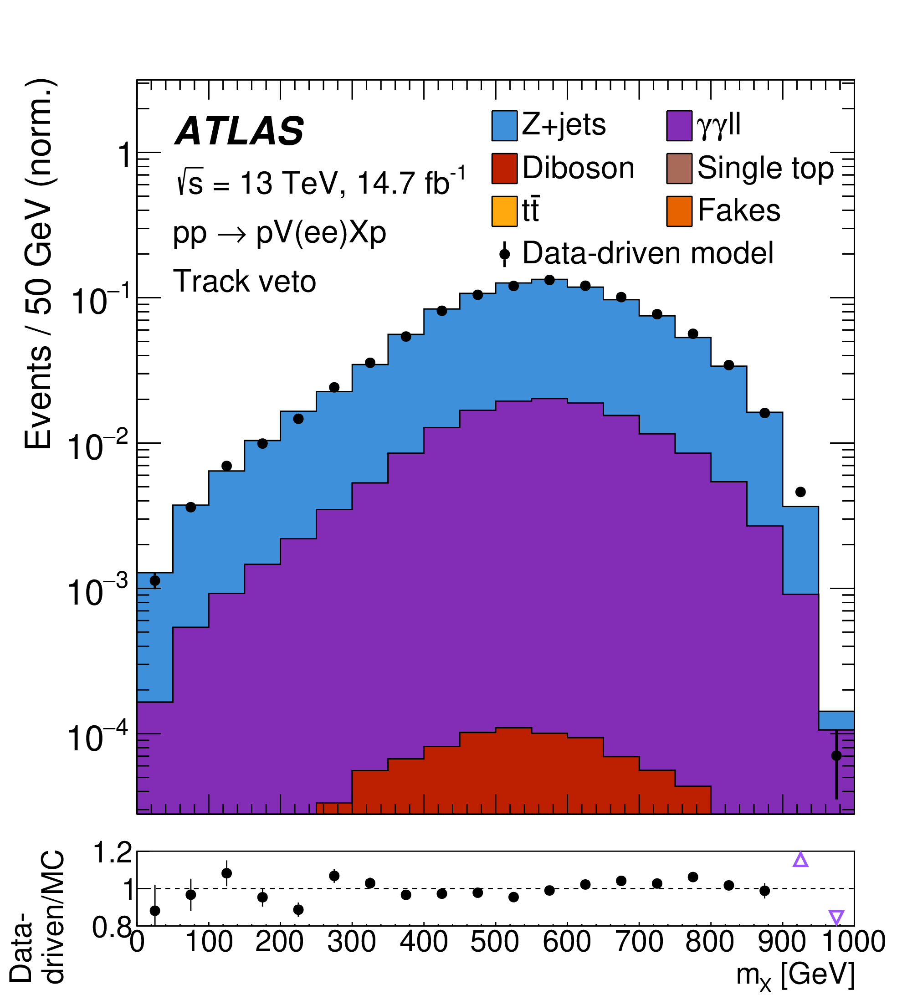 ATLAS
√s = 13 TeV, 14.7 fb⁻¹
pp → pV(ee)Xp
Track veto
Z+jets
γγll
Diboson
Single top
tt̄
Fakes
Data-driven model
Events / 50 GeV (norm.)
1
10⁻¹
10⁻²
10⁻³
10⁻⁴
Data-
driven/MC
1.2
1
0.8
0 100 200 300 400 500 600 700 800 900 1000
m_X [GeV]